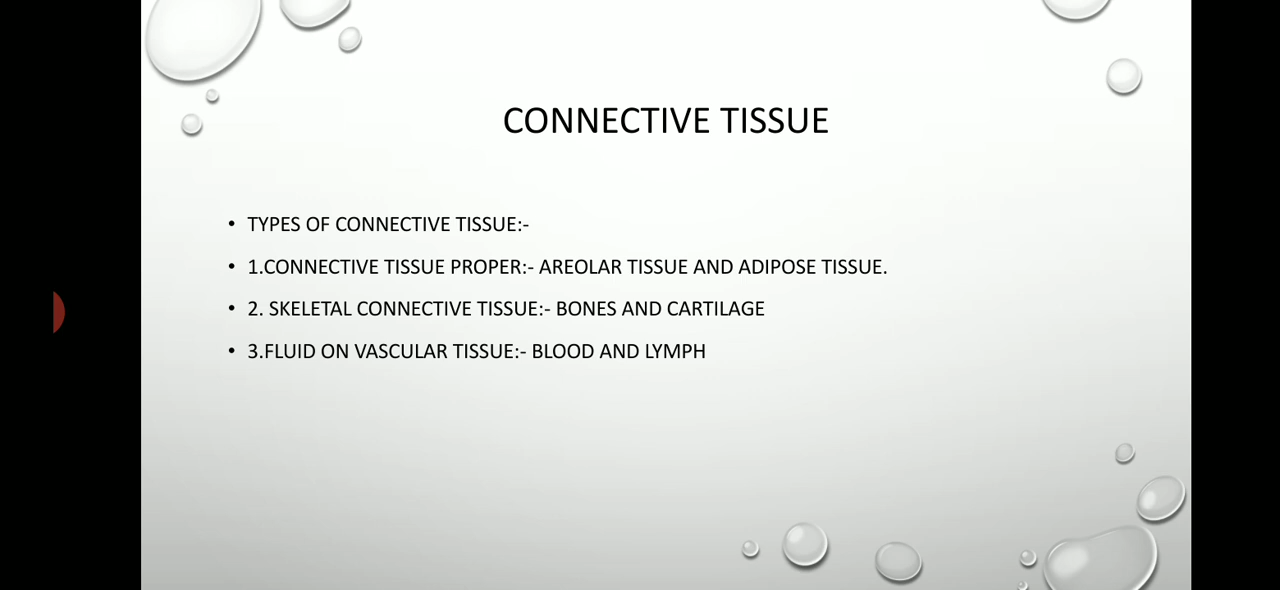 CONNECTIVE TISSUE
• TYPES OF CONNECTIVE TISSUE:-
• 1.CONNECTIVE TISSUE PROPER:- AREOLAR TISSUE AND ADIPOSE TISSUE.
• 2. SKELETAL CONNECTIVE TISSUE:- BONES AND CARTILAGE
• 3.FLUID ON VASCULAR TISSUE:- BLOOD AND LYMPH